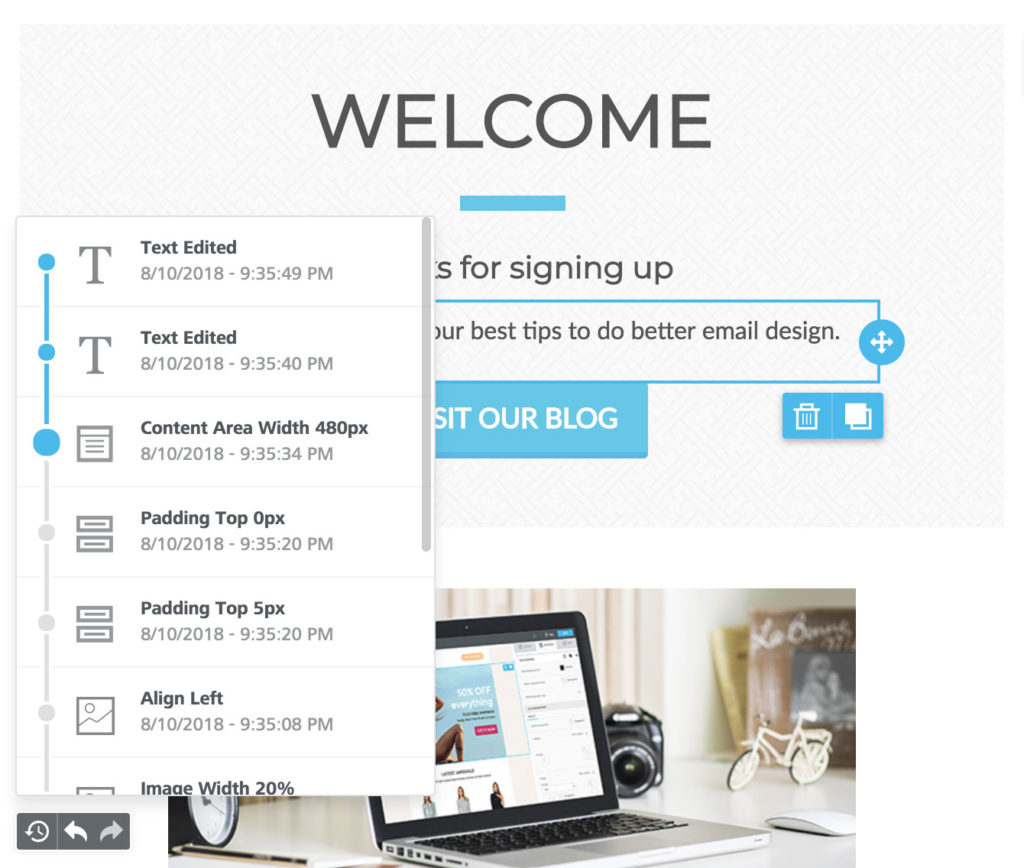 WELCOME
Text Edited
8/10/2018 - 9:35:49 PM
for signing up
Text Edited
8/10/2018 - 9:35:40 PM
best tips to do better email design.
Content Area Width 480px
8/10/2018 - 9:35:34 PM
OUR BLOG
Padding Top 0px
8/10/2018 - 9:35:20 PM
Padding Top 5px
8/10/2018 - 9:35:20 PM
Align Left
8/10/2018 - 9:35:08 PM
Image Width 20%
50% OFF
everything
LATEST ARRIVALS